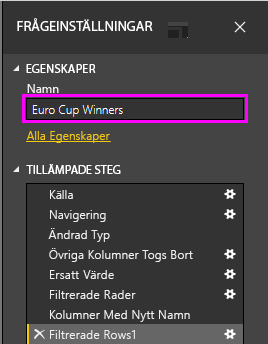 FRÅGEINSTÄLLNINGAR
EGENSKAPER
Namn
Euro Cup Winners
Alla Egenskaper
TILLÄMPADE STEG
Källa
Navigering
Ändrad Typ
Övriga Kolumner Togs Bort
Ersatt Värde
Filtrerade Rader
Kolumner Med Nytt Namn
Filtrerade Rows1